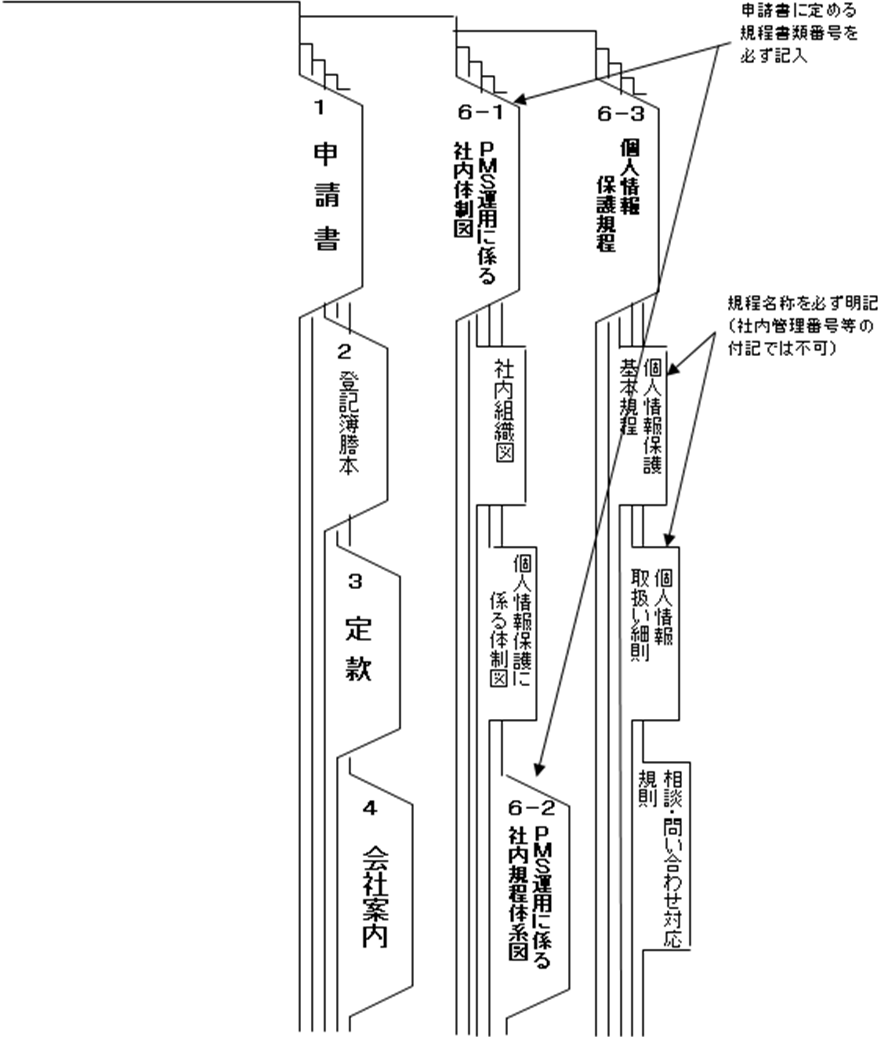 申請書に定める
規程書類番号を
必ず記入
1
申請書
2
登記簿謄本
3
定款
4
会社案内
6-1
PMS運用に係る
社内体制図
社内組織図
個人情報保護に
係る体制図
6-2
PMS運用に係る
社内規程体系図
6-3
個人情報
保護規程
規程名称を必ず明記
(社内管理番号等の
付記では不可)
個人情報保護
基本規程
個人情報
取扱い細則
相談・問い合わせ対応
規則